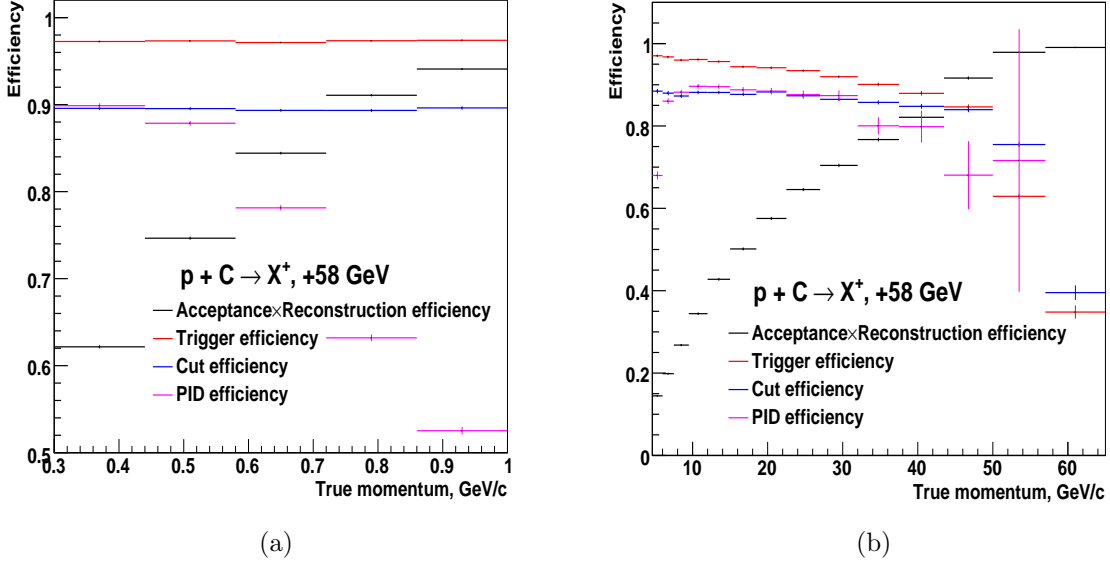 Efficiency
1
0.9
0.8
0.7
0.6
0.5
p + C → X⁺, +58 GeV
Acceptance×Reconstruction efficiency
Trigger efficiency
Cut efficiency
PID efficiency
0.3 0.4 0.5 0.6 0.7 0.8 0.9 1
True momentum, GeV/c
(a)
Efficiency
1
0.8
0.6
0.4
0.2
0
p + C → X⁺, +58 GeV
Acceptance×Reconstruction efficiency
Trigger efficiency
Cut efficiency
PID efficiency
10 20 30 40 50 60
True momentum, GeV/c
(b)